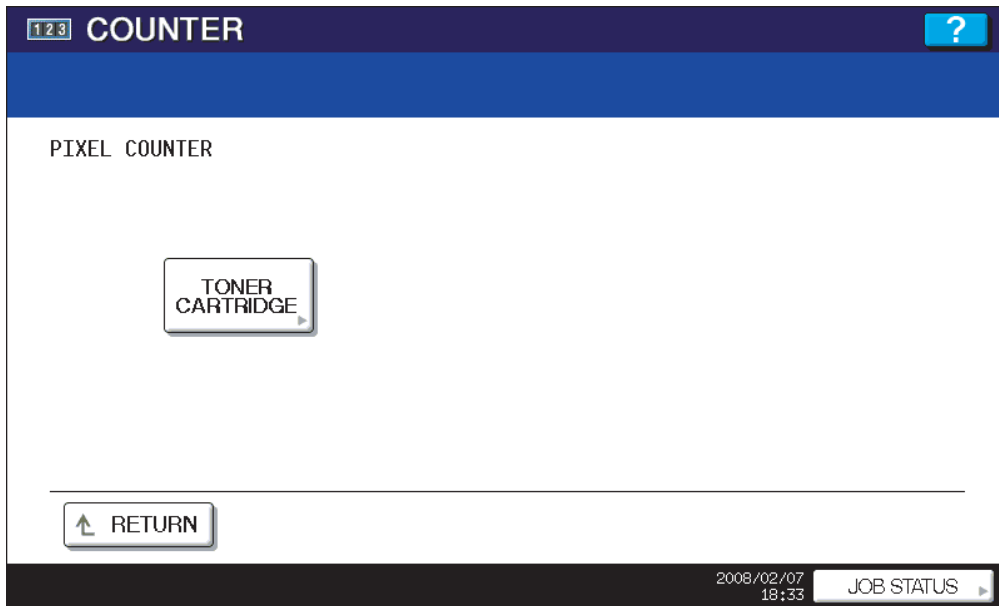 123 COUNTER
?
PIXEL COUNTER
TONER
CARTRIDGE
RETURN
2008/02/07
18:33
JOB STATUS